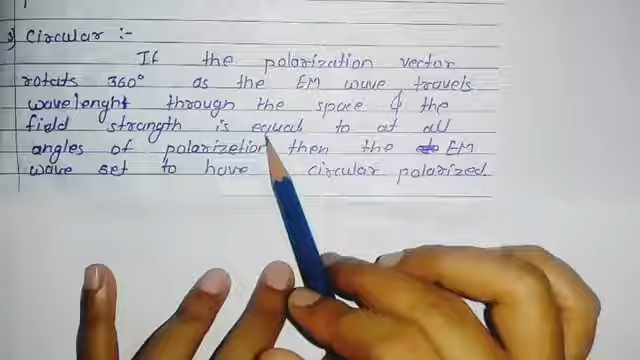 Circular :-
If the polarization vector
rotats 360° as the EM wave travels
wavelenght through the space & the
field strength is equal to at all
angles of polarizetion then the EM
wave set to have circular polarized